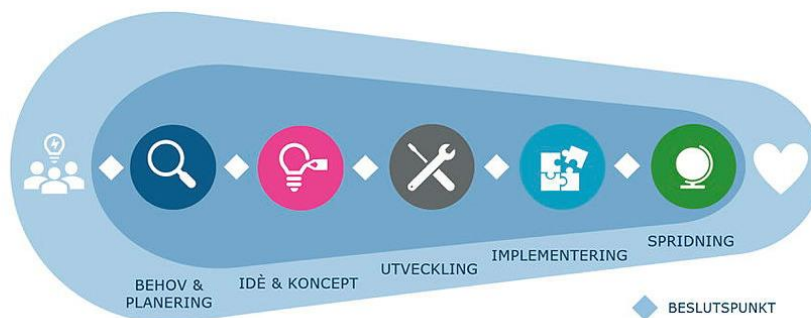 BEHOV &
PLANERING
IDÈ & KONCEPT
UTVECKLING
IMPLEMENTERING
SPRIDNING
BESLUTSPUNKT